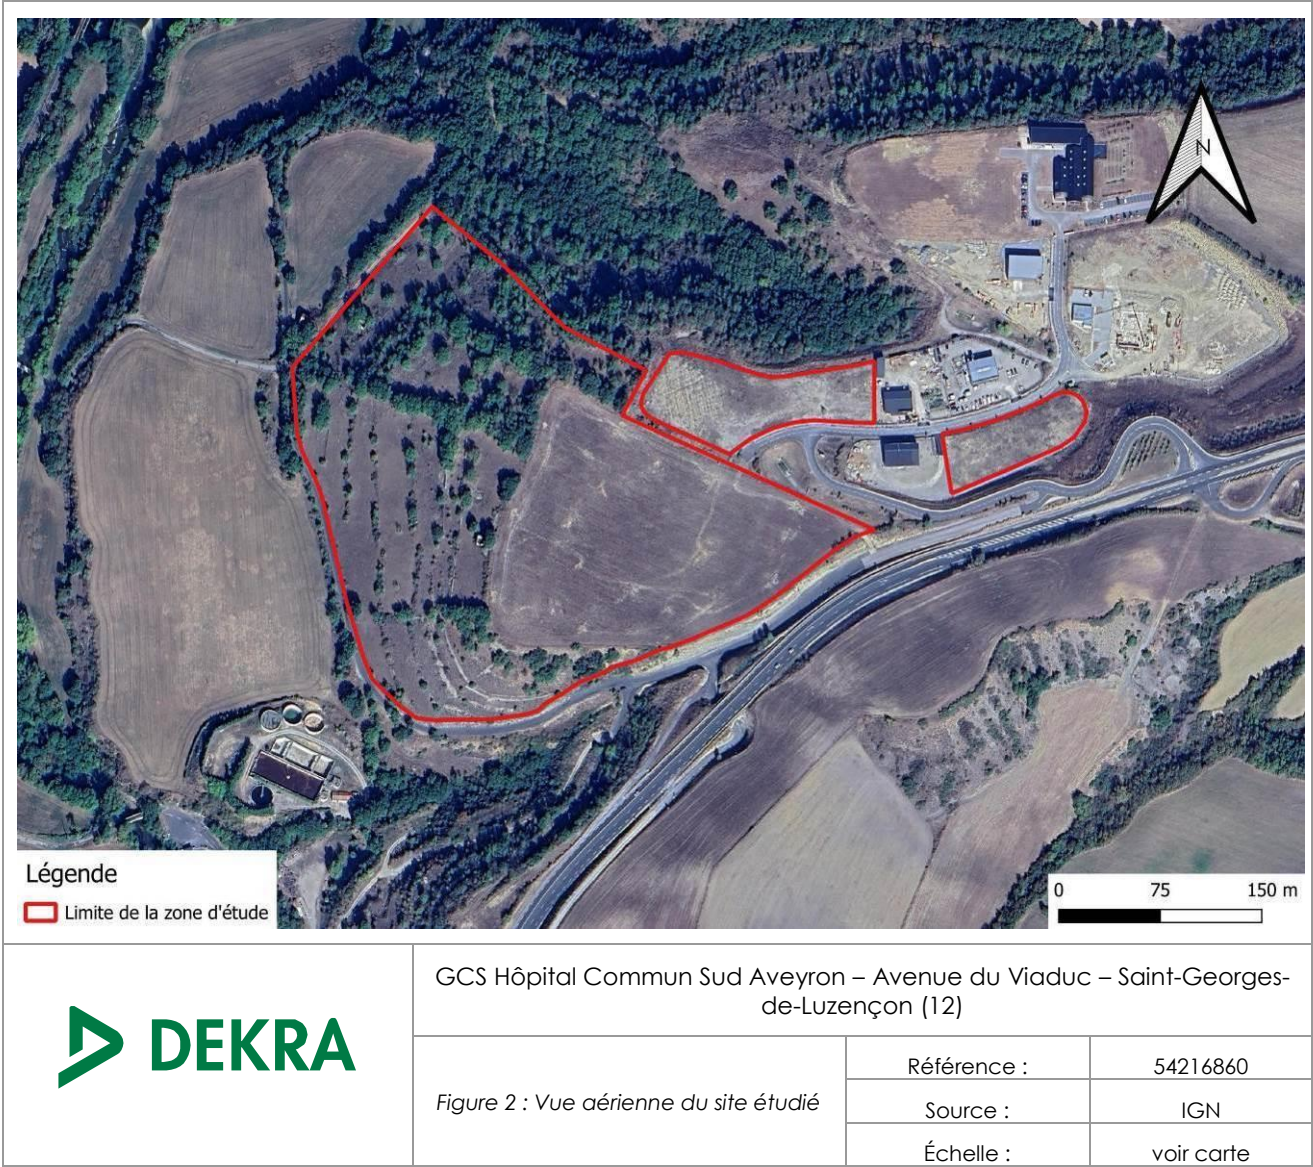 N
Légende
Limite de la zone d'étude
0 75 150 m
DEKRA
GCS Hôpital Commun Sud Aveyron – Avenue du Viaduc – Saint-Georges-
de-Luzençon (12)
Figure 2 : Vue aérienne du site étudié
Référence : 54216860
Source : IGN
Échelle : voir carte